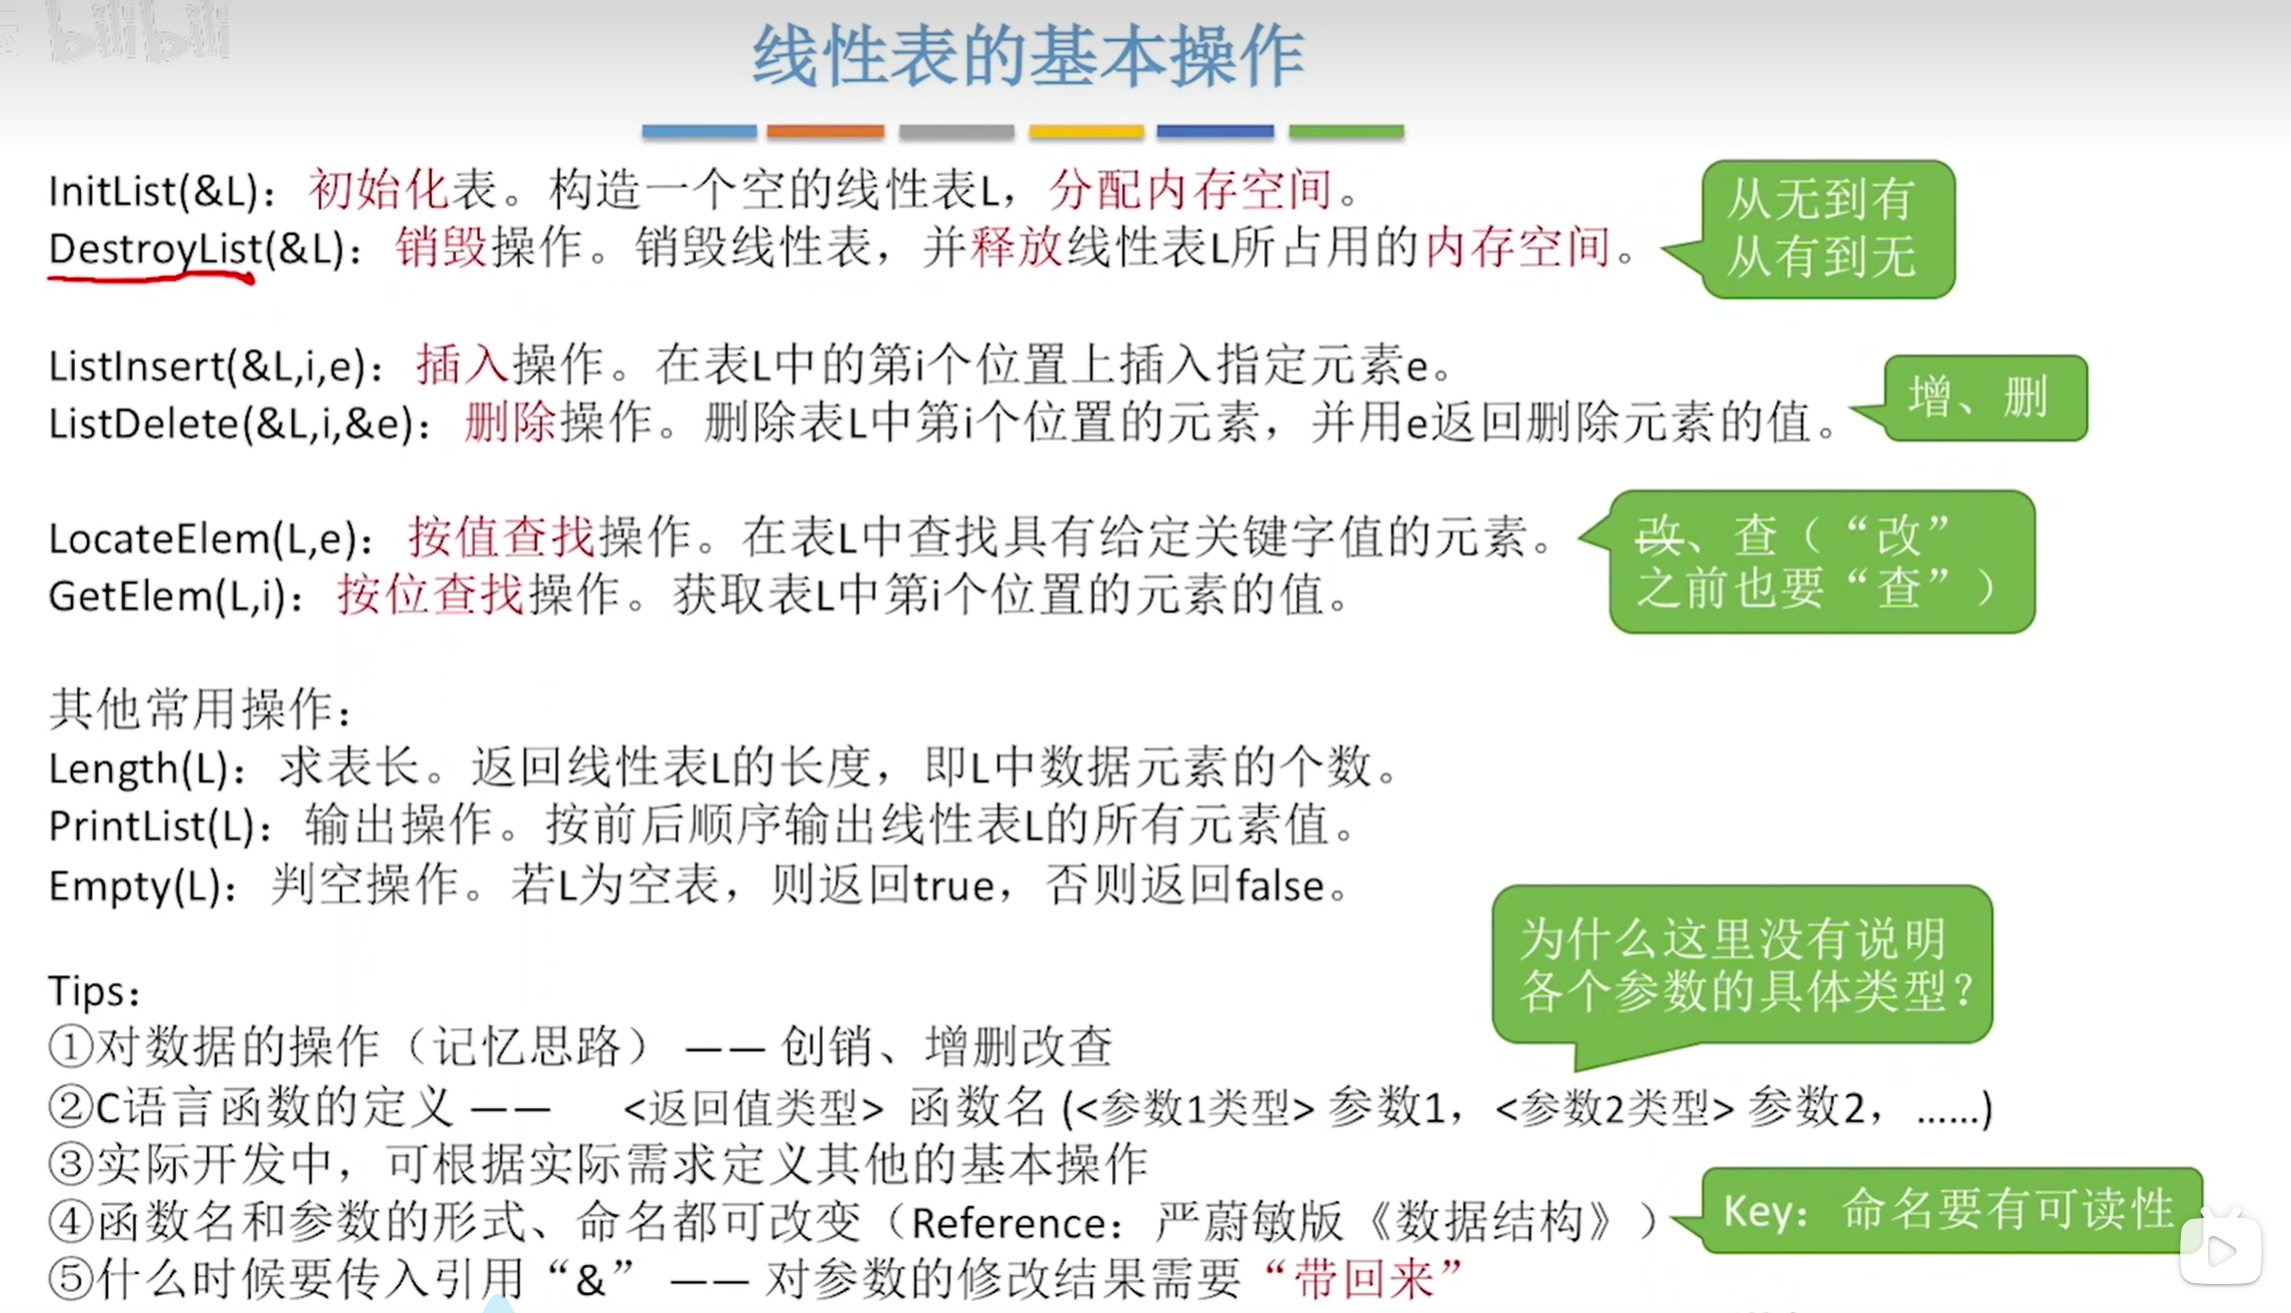 bilibili
线性表的基本操作
InitList(&L)：初始化表。构造一个空的线性表L，分配内存空间。
DestroyList(&L)：销毁操作。销毁线性表，并释放线性表L所占用的内存空间。
从无到有
从有到无
ListInsert(&L,i,e)：插入操作。在表L中的第i个位置上插入指定元素e。
ListDelete(&L,i,&e)：删除操作。删除表L中第i个位置的元素，并用e返回删除元素的值。
增、删
LocateElem(L,e)：按值查找操作。在表L中查找具有给定关键字值的元素。
GetElem(L,i)：按位查找操作。获取表L中第i个位置的元素的值。
改、查（“改”
之前也要“查”）
其他常用操作：
Length(L)：求表长。返回线性表L的长度，即L中数据元素的个数。
PrintList(L)：输出操作。按前后顺序输出线性表L的所有元素值。
Empty(L)：判空操作。若L为空表，则返回true，否则返回false。
为什么这里没有说明
各个参数的具体类型？
Tips：
①对数据的操作（记忆思路） —— 创销、增删改查
②C语言函数的定义 —— <返回值类型> 函数名 (<参数1类型> 参数1，<参数2类型> 参数2，……)
③实际开发中，可根据实际需求定义其他的基本操作
④函数名和参数的形式、命名都可改变（Reference：严蔚敏版《数据结构》）
Key：命名要有可读性
⑤什么时候要传入引用“&” —— 对参数的修改结果需要“带回来”